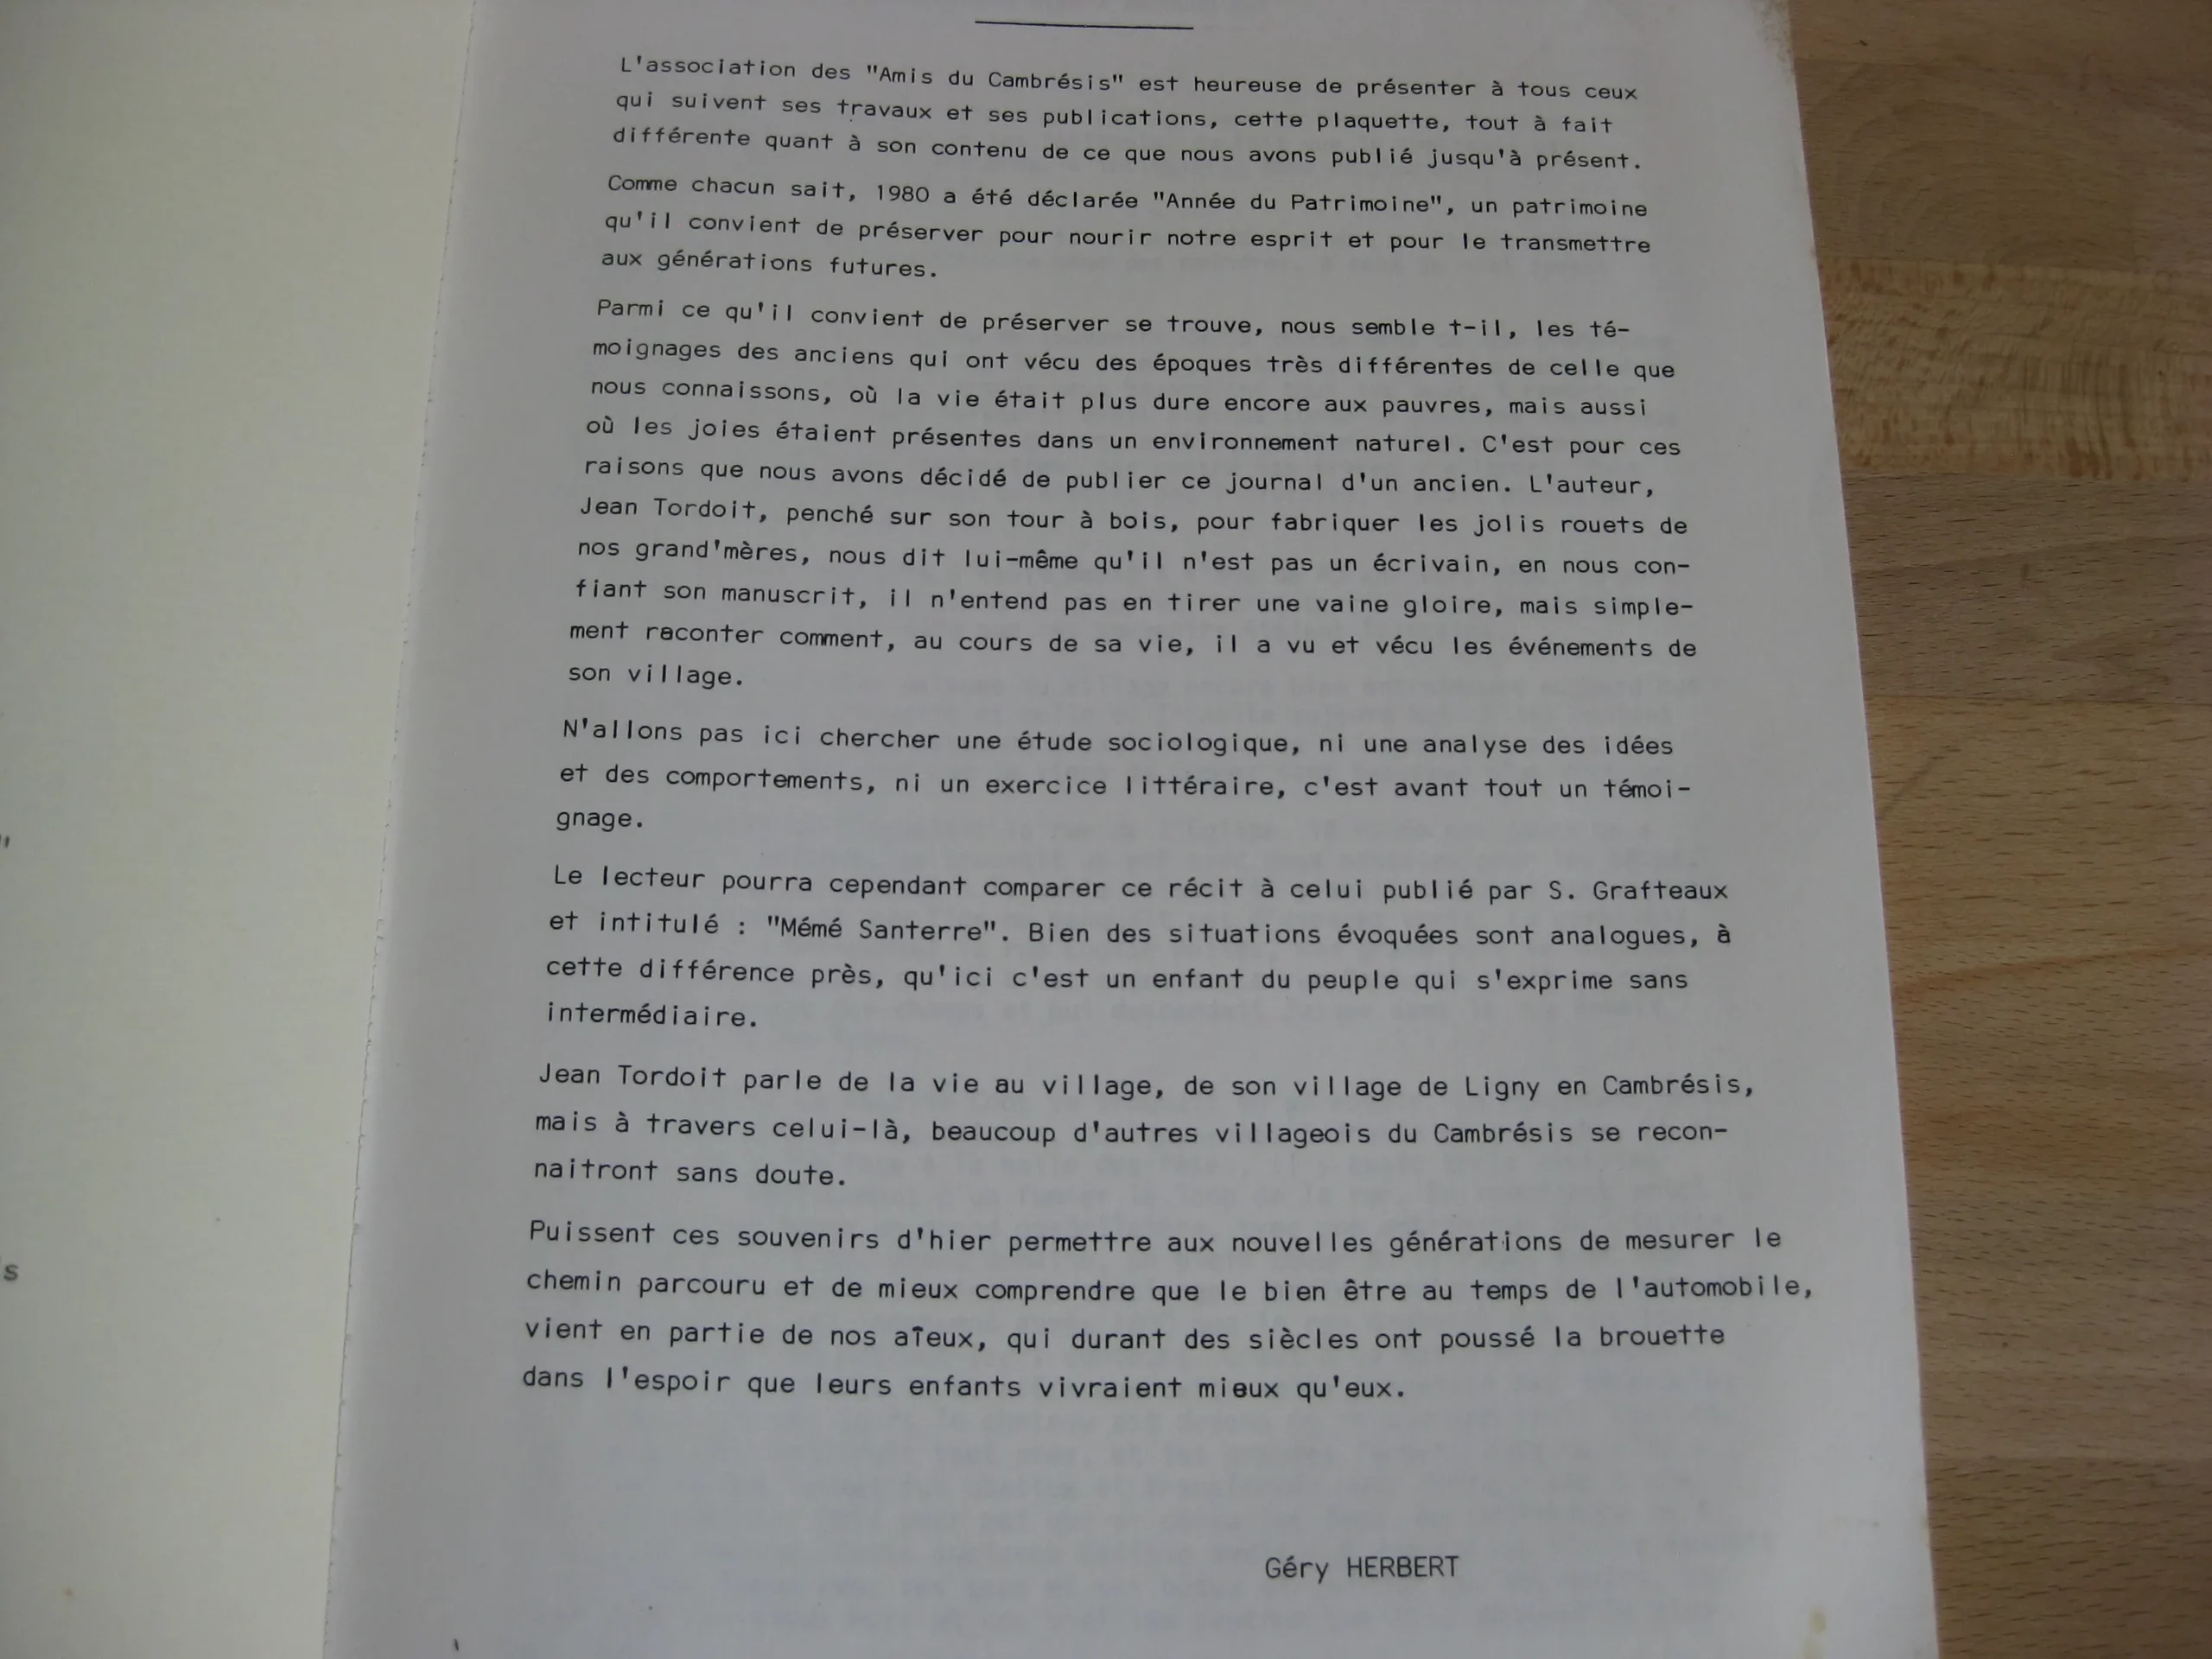 L'association des "Amis du Cambrésis" est heureuse de présenter à tous ceux
qui suivent ses travaux et ses publications, cette plaquette, tout à fait
différente quant à son contenu de ce que nous avons publié jusqu'à présent.
Comme chacun sait, 1980 a été déclarée "Année du Patrimoine", un patrimoine
qu'il convient de préserver pour nourir notre esprit et pour le transmettre
aux générations futures.
Parmi ce qu'il convient de préserver se trouve, nous semble t-il, les té-
moignages des anciens qui ont vécu des époques très différentes de celle que
nous connaissons, où la vie était plus dure encore aux pauvres, mais aussi
où les joies étaient présentes dans un environnement naturel. C'est pour ces
raisons que nous avons décidé de publier ce journal d'un ancien. L'auteur,
Jean Tordoit, penché sur son tour à bois, pour fabriquer les jolis rouets de
nos grand'mères, nous dit lui-même qu'il n'est pas un écrivain, en nous con-
fiant son manuscrit, il n'entend pas en tirer une vaine gloire, mais simple-
ment raconter comment, au cours de sa vie, il a vu et vécu les événements de
son village.
N'allons pas ici chercher une étude sociologique, ni une analyse des idées
et des comportements, ni un exercice littéraire, c'est avant tout un témoi-
gnage.
Le lecteur pourra cependant comparer ce récit à celui publié par S. Grafteaux
et intitulé : "Mémé Santerre". Bien des situations évoquées sont analogues, à
cette différence près, qu'ici c'est un enfant du peuple qui s'exprime sans
intermédiaire.
Jean Tordoit parle de la vie au village, de son village de Ligny en Cambrésis,
mais à travers celui-là, beaucoup d'autres villageois du Cambrésis se recon-
naitront sans doute.
Puissent ces souvenirs d'hier permettre aux nouvelles générations de mesurer le
chemin parcouru et de mieux comprendre que le bien être au temps de l'automobile,
vient en partie de nos aïeux, qui durant des siècles ont poussé la brouette
dans l'espoir que leurs enfants vivraient mieux qu'eux.
Géry HERBERT